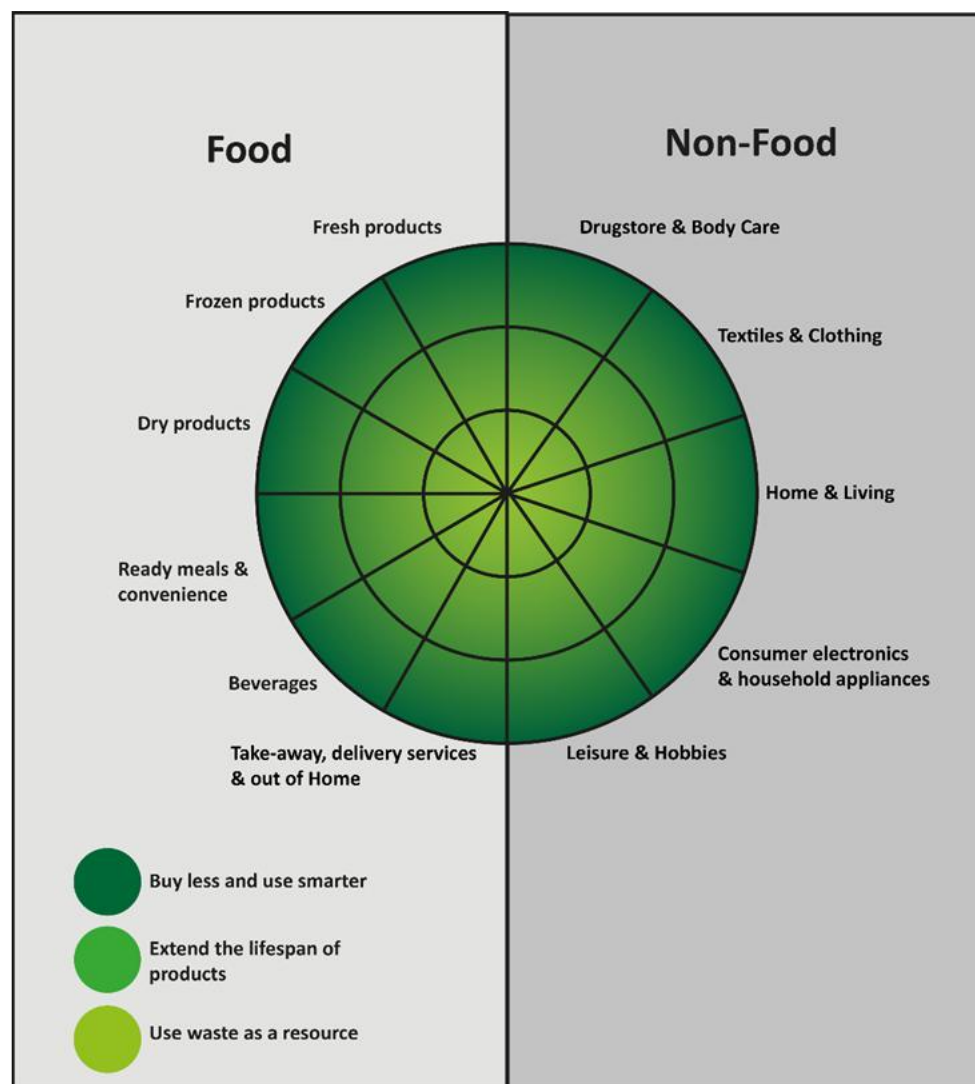 Food
Non-Food
Fresh products
Drugstore & Body Care
Frozen products
Textiles & Clothing
Dry products
Home & Living
Ready meals &
convenience
Consumer electronics
& household appliances
Beverages
Take-away, delivery services
& out of Home
Leisure & Hobbies
Buy less and use smarter
Extend the lifespan of
products
Use waste as a resource